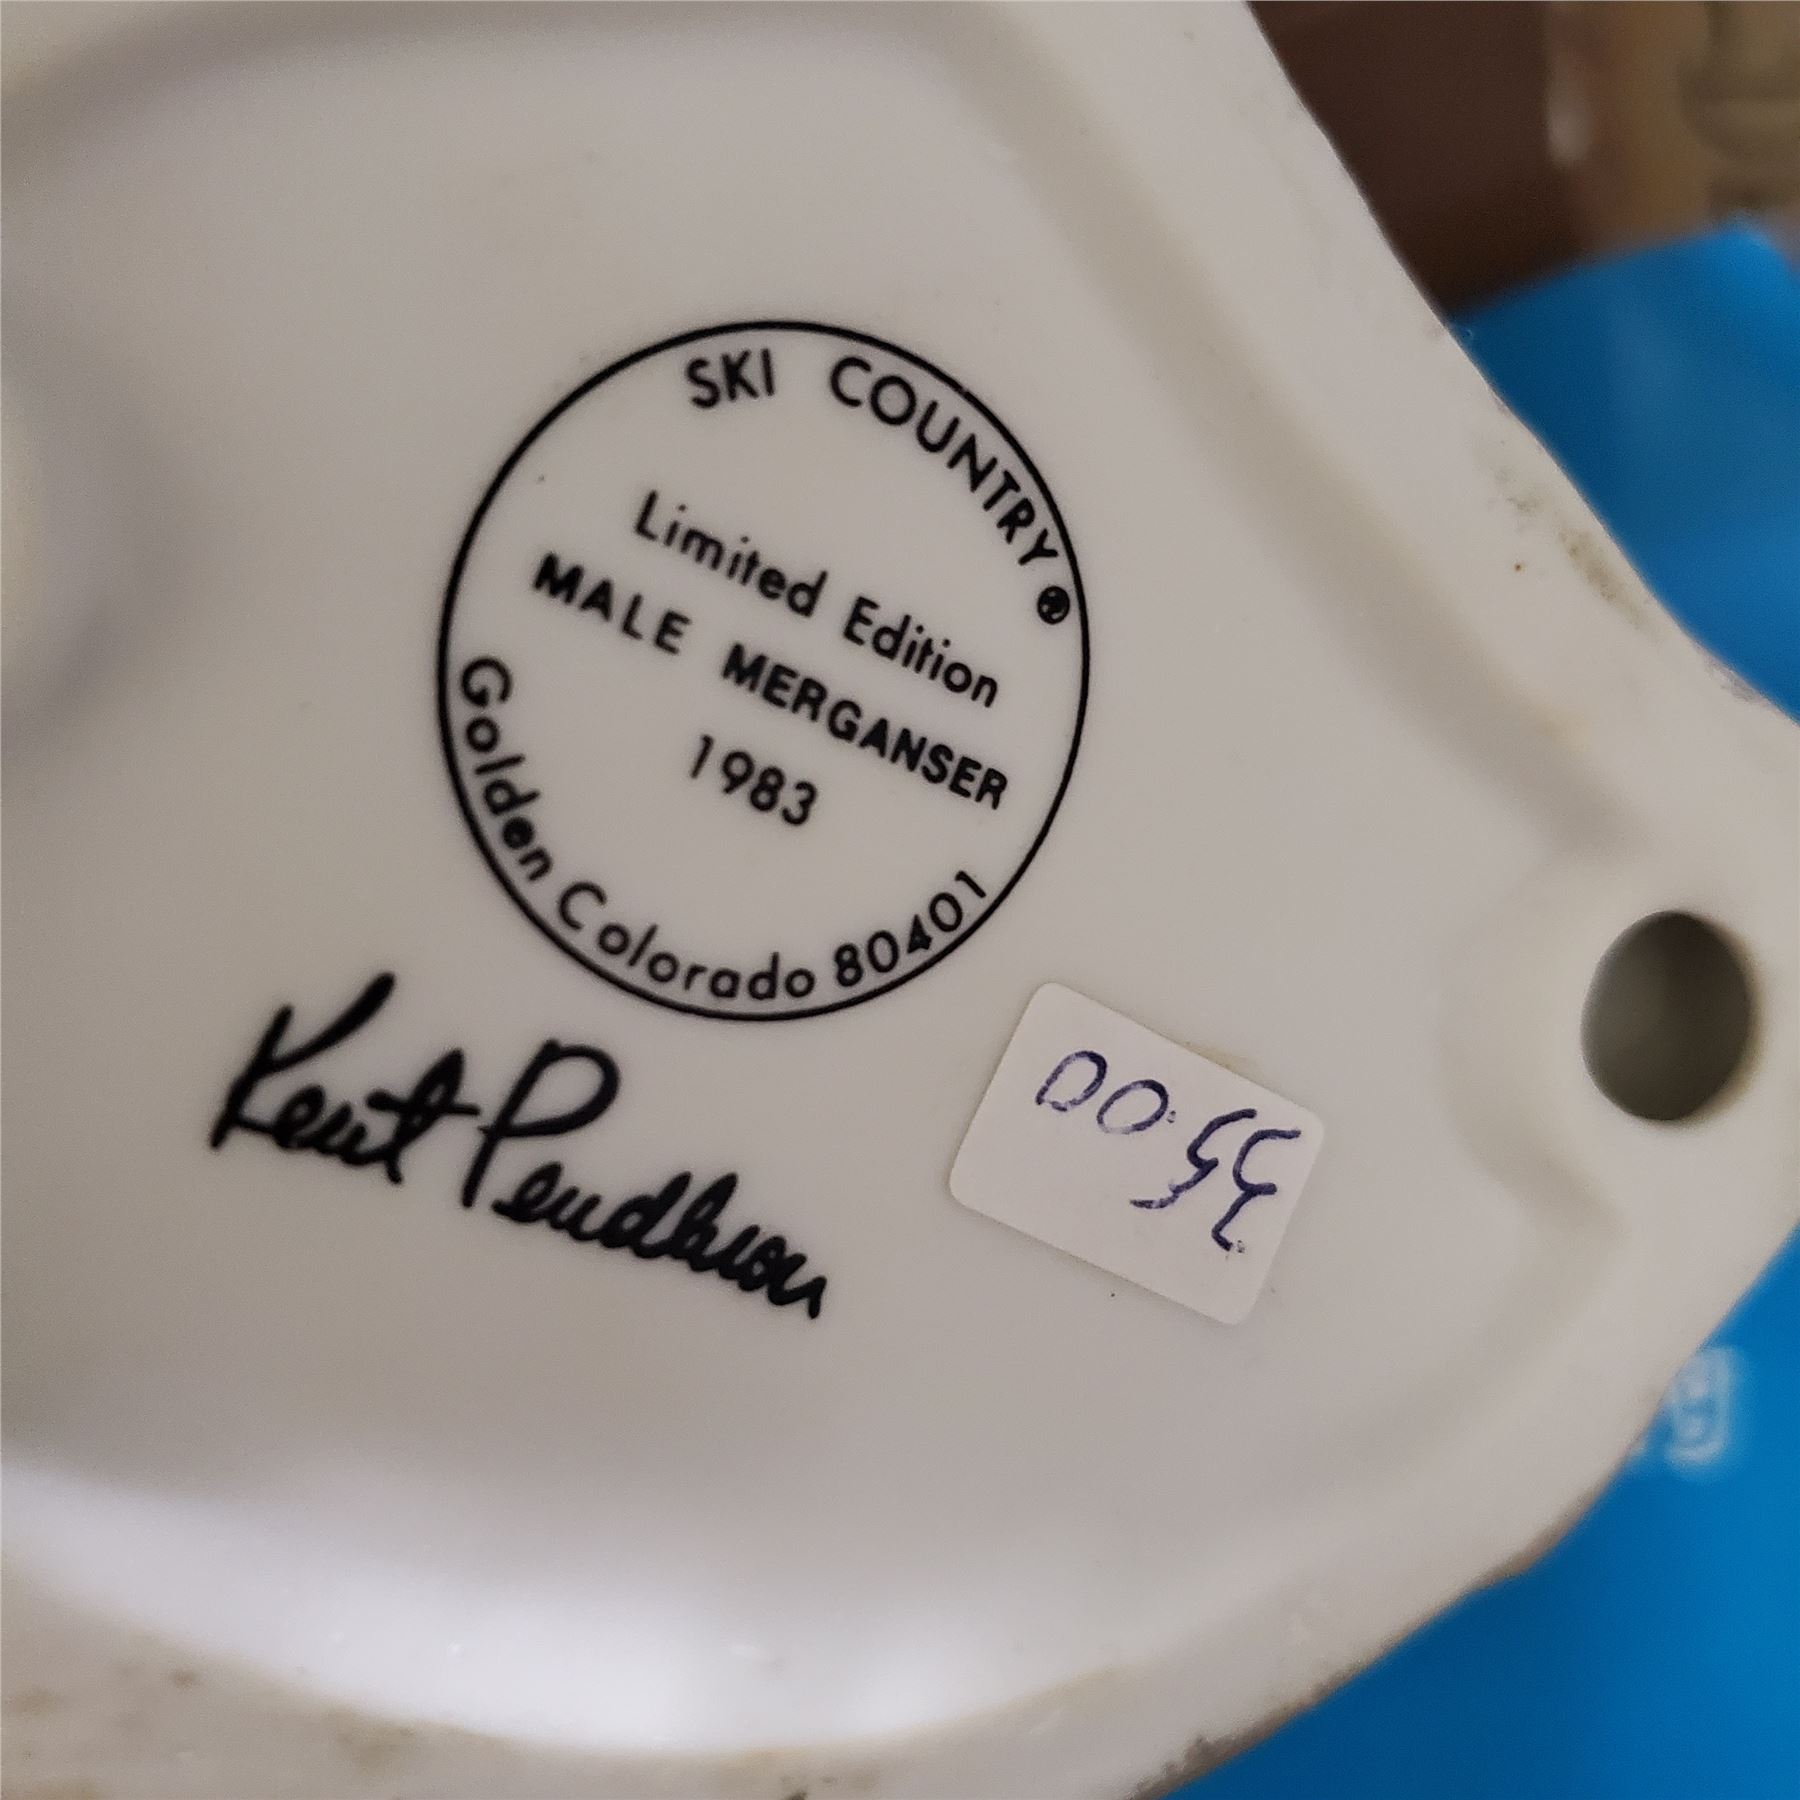 SKI COUNTRY®
Limited Edition
MALE MERGANSER
1983
Golden Colorado 80401
Kent Pendleton
35.00